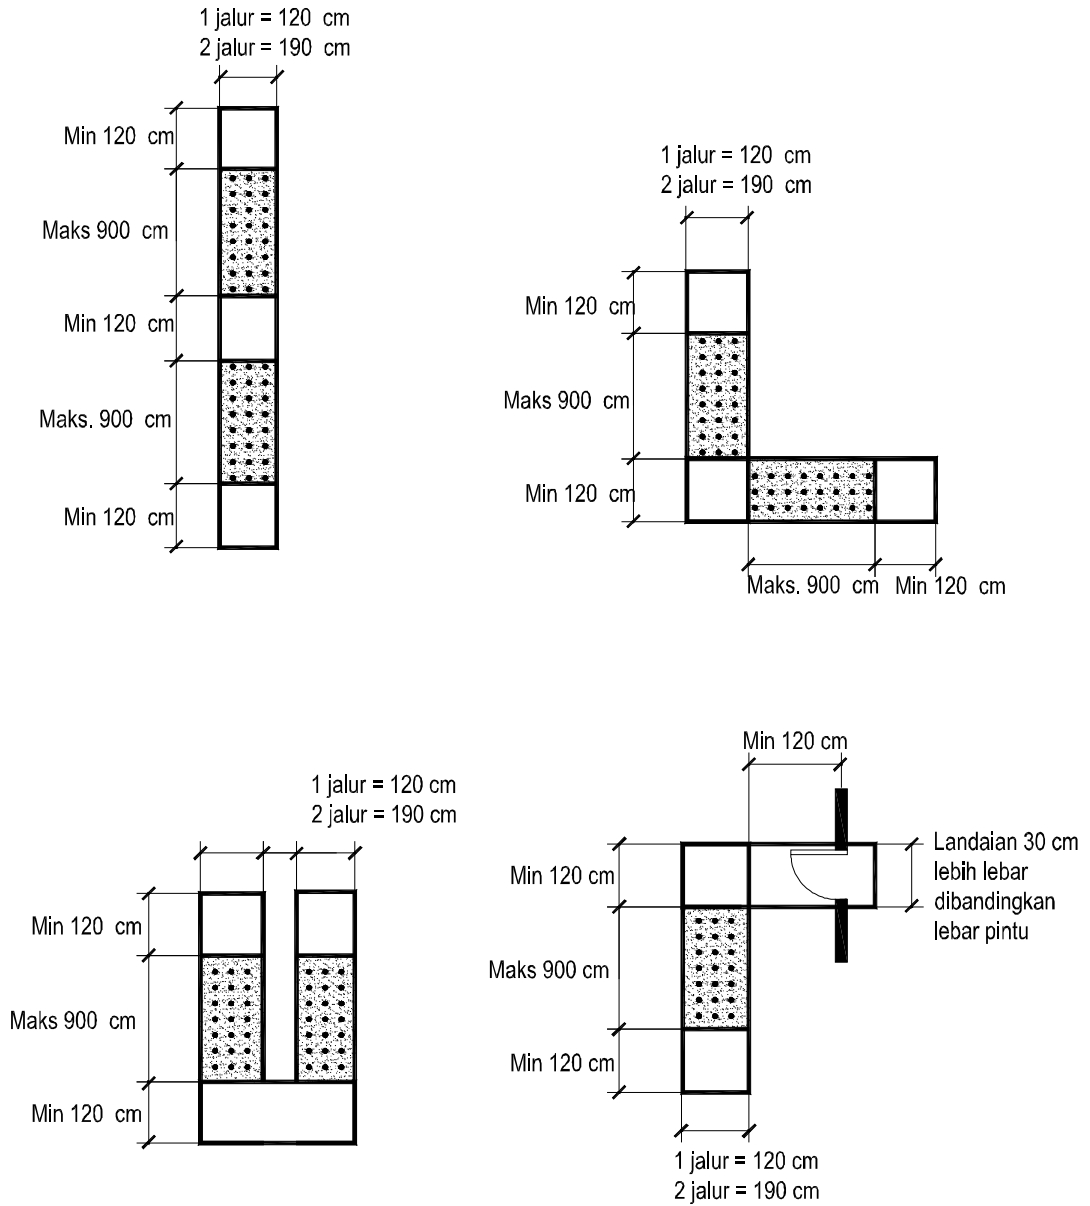 1 jalur = 120 cm
2 jalur = 190 cm
Min 120 cm
Maks 900 cm
Min 120 cm
Maks. 900 cm
Min 120 cm
1 jalur = 120 cm
2 jalur = 190 cm
Min 120 cm
Maks 900 cm
Min 120 cm
Maks. 900 cm
Min 120 cm
1 jalur = 120 cm
2 jalur = 190 cm
Min 120 cm
Maks 900 cm
Min 120 cm
Min 120 cm
Min 120 cm
Landaian 30 cm
lebih lebar
dibandingkan
lebar pintu
Maks 900 cm
Min 120 cm
1 jalur = 120 cm
2 jalur = 190 cm